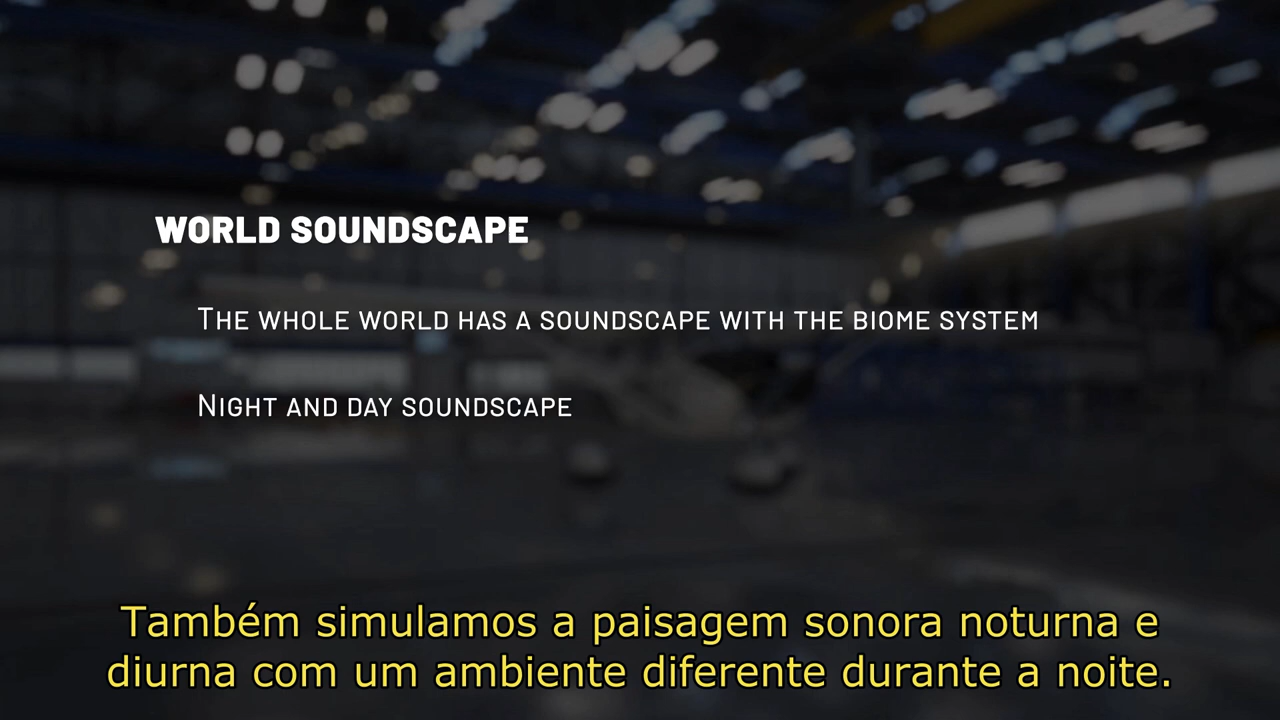 WORLD SOUNDSCAPE
THE WHOLE WORLD HAS A SOUNDSCAPE WITH THE BIOME SYSTEM
NIGHT AND DAY SOUNDSCAPE
Também simulamos a paisagem sonora noturna e
diurna com um ambiente diferente durante a noite.